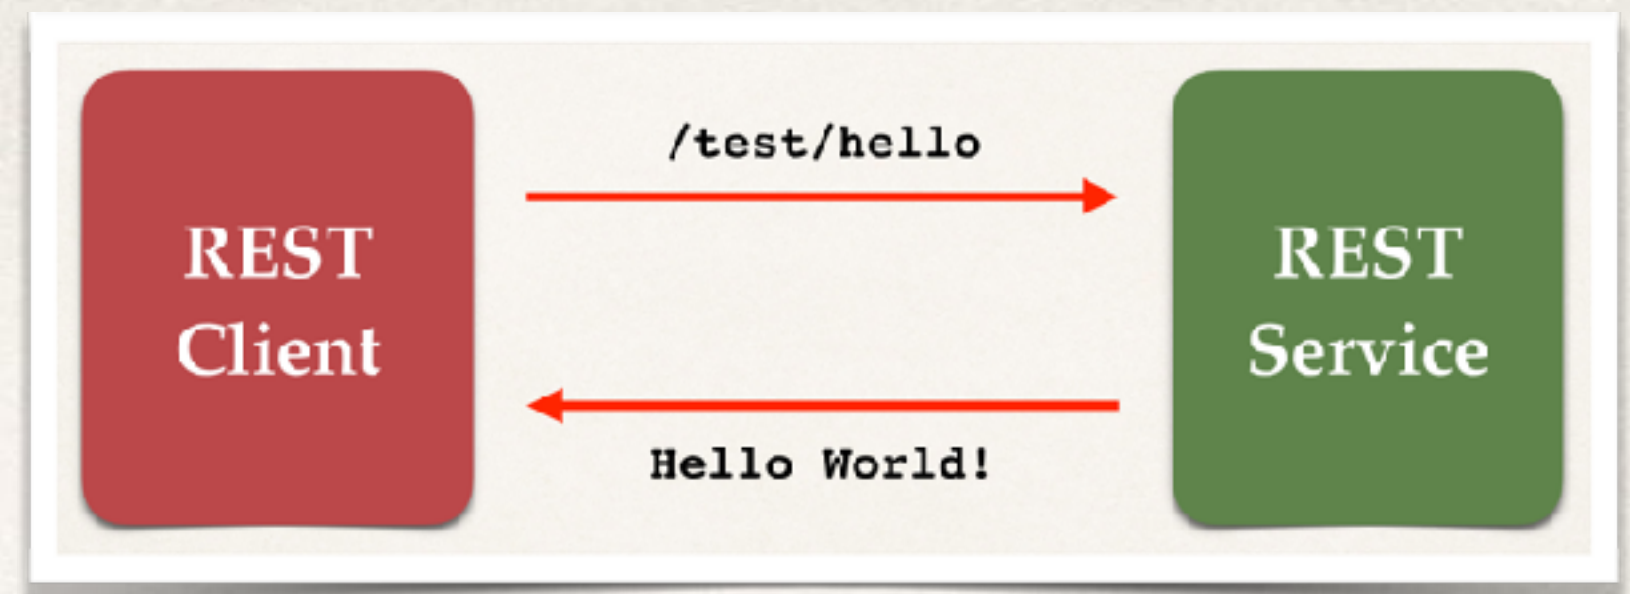 REST
Client
/test/hello
Hello World!
REST
Service